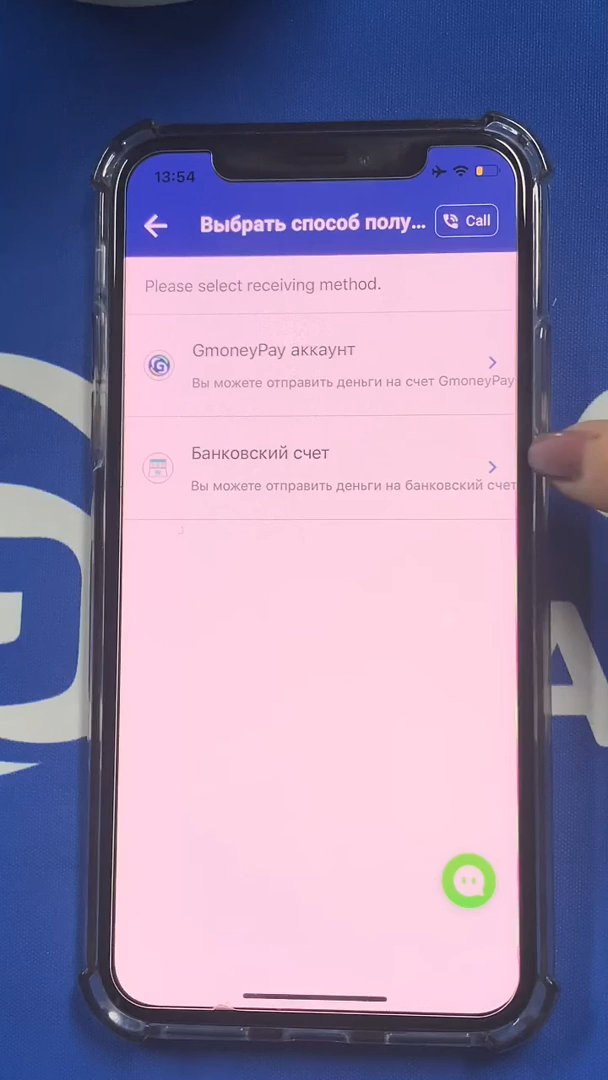 13:54
Выбрать способ полу...
Call
Please select receiving method.
GmoneyPay аккаунт
Вы можете отправить деньги на счет GmoneyPay
Банковский счет
Вы можете отправить деньги на банковский счет